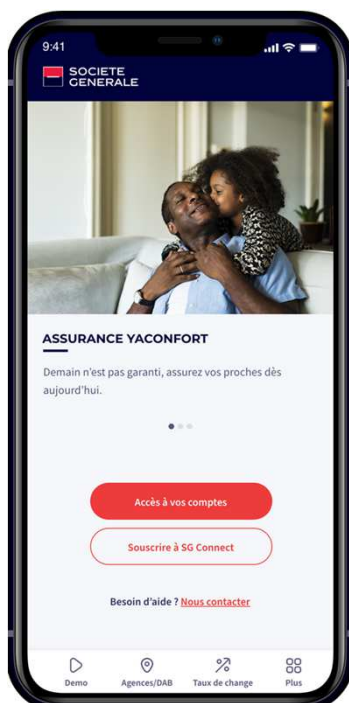 9:41
SOCIETE
GENERALE
ASSURANCE YACONFORT
Demain n'est pas garanti, assurez vos proches dès
aujourd'hui.
Accès à vos comptes
Souscrire à SG Connect
Besoin d'aide ? Nous contacter
Demo Agences/DAB Taux de change Plus